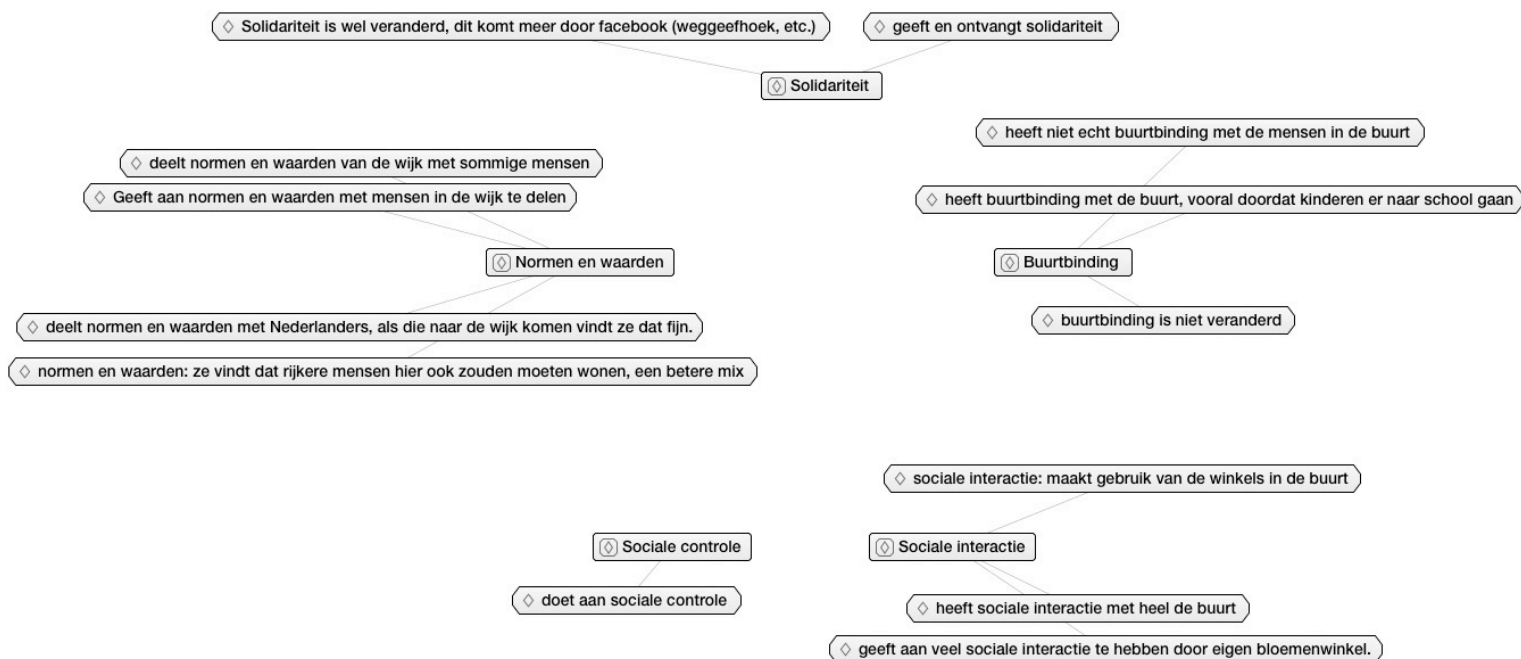 Solidariteit is wel veranderd, dit komt meer door facebook (weggeefhoek, etc.)
geeft en ontvangt solidariteit
Solidariteit
heeft niet echt buurtbinding met de mensen in de buurt
deelt normen en waarden van de wijk met sommige mensen
Geeft aan normen en waarden met mensen in de wijk te delen
heeft buurtbinding met de buurt, vooral doordat kinderen er naar school gaan
Normen en waarden
Buurtbinding
deelt normen en waarden met Nederlanders, als die naar de wijk komen vindt ze dat fijn.
buurtbinding is niet veranderd
normen en waarden: ze vindt dat rijkere mensen hier ook zouden moeten wonen, een betere mix
sociale interactie: maakt gebruik van de winkels in de buurt
Sociale controle
Sociale interactie
doet aan sociale controle
heeft sociale interactie met heel de buurt
geeft aan veel sociale interactie te hebben door eigen bloemenwinkel.